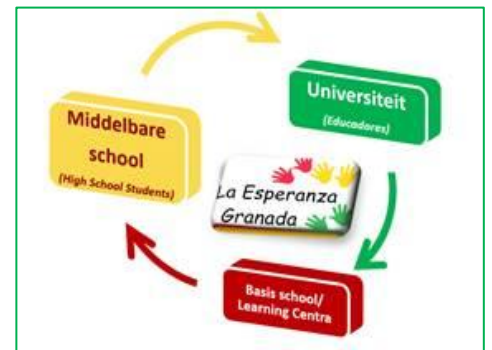 Middelbare
school
(High School Students)
Universiteit
(Educadores)
La Esperanza
Granada
Basis school/
Learning Centra